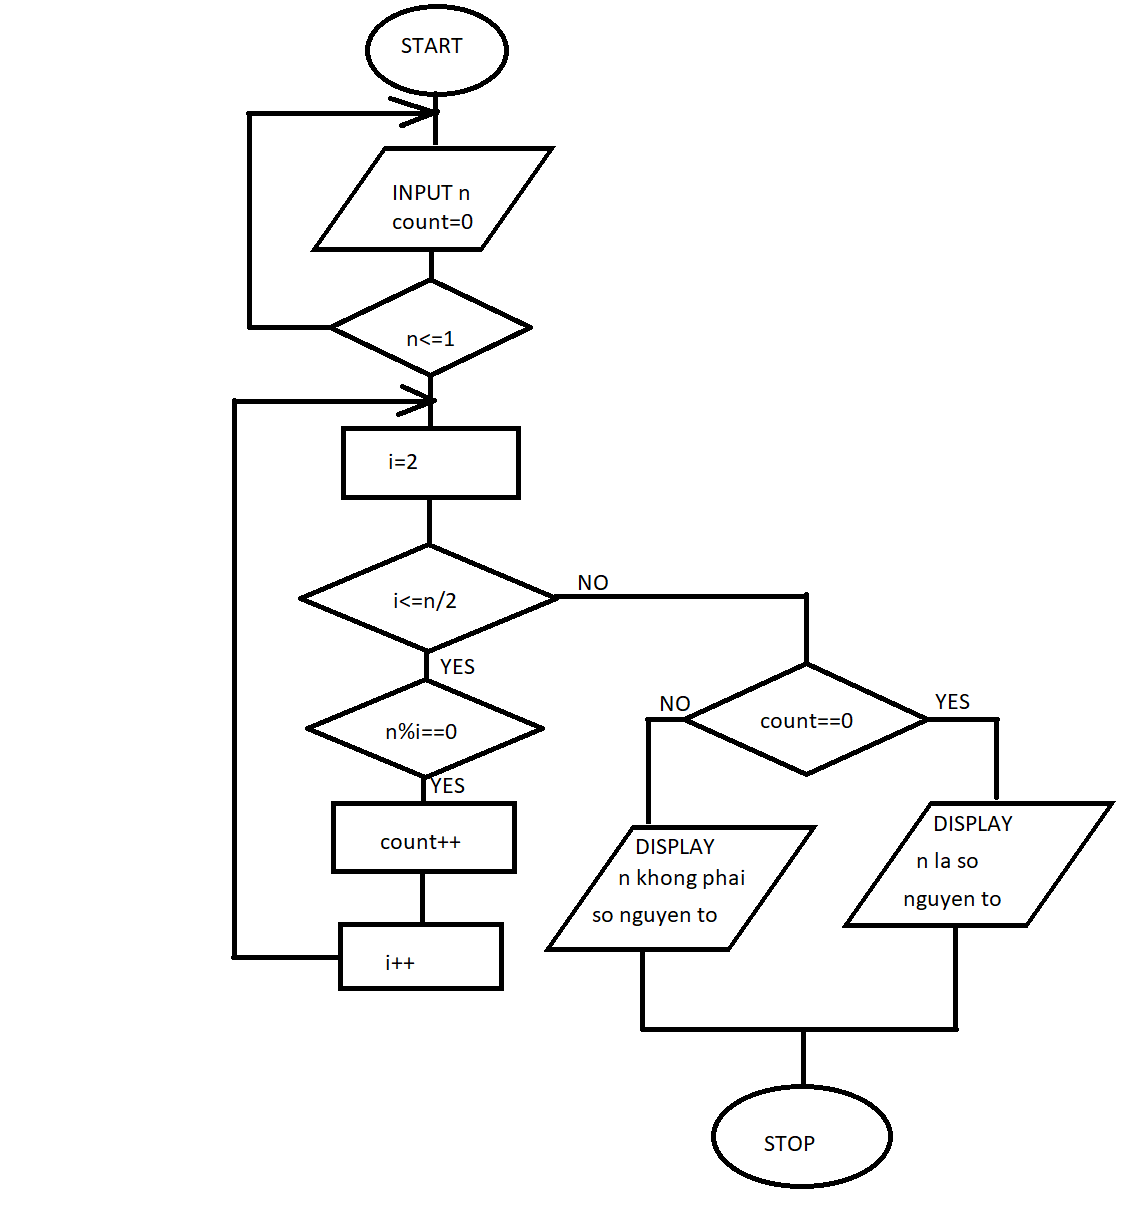 START
INPUT n
count=0
n<=1
i=2
i<=n/2
NO
YES
n%i==0
YES
count++
i++
count==0
NO
YES
DISPLAY
n khong phai
so nguyen to
DISPLAY
n la so
nguyen to
STOP